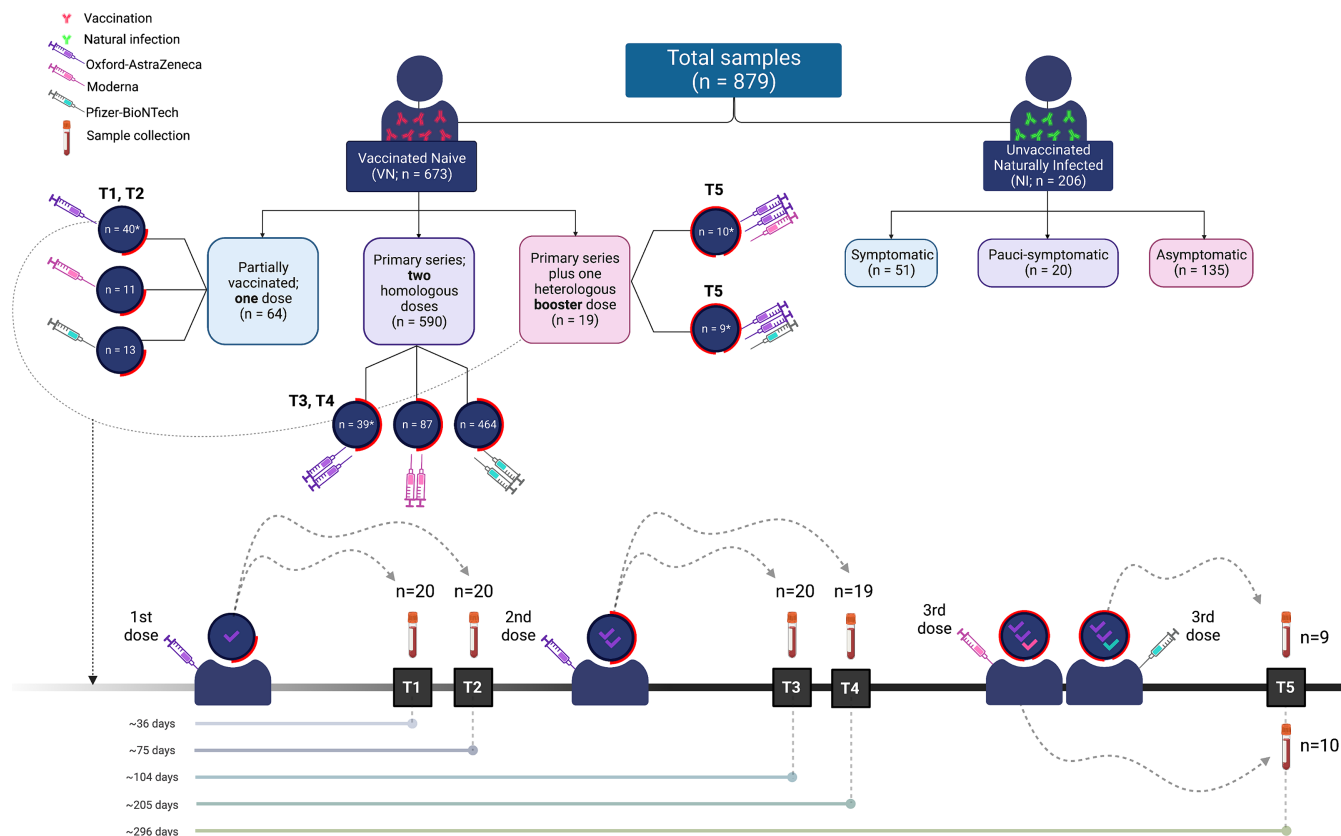 Vaccination
Natural infection
Oxford-AstraZeneca
Moderna
Pfizer-BioNTech
Sample collection
Total samples
(n = 879)
Vaccinated Naive
(VN; n = 673)
Unvaccinated
Naturally Infected
(NI; n = 206)
T1, T2
n = 40*
n = 11
n = 13
Partially
vaccinated;
one dose
(n = 64)
Primary series;
two
homologous
doses
(n = 590)
Primary series
plus one
heterologous
booster dose
(n = 19)
T5
n = 10*
T5
n = 9*
Symptomatic
(n = 51)
Pauci-symptomatic
(n = 20)
Asymptomatic
(n = 135)
T3, T4
n = 39*
n = 87
n = 464
1st
dose
n=20
n=20
2nd
dose
n=20
n=19
3rd
dose
3rd
dose
n=9
T1
T2
T3
T4
T5
n=10
~36 days
~75 days
~104 days
~205 days
~296 days